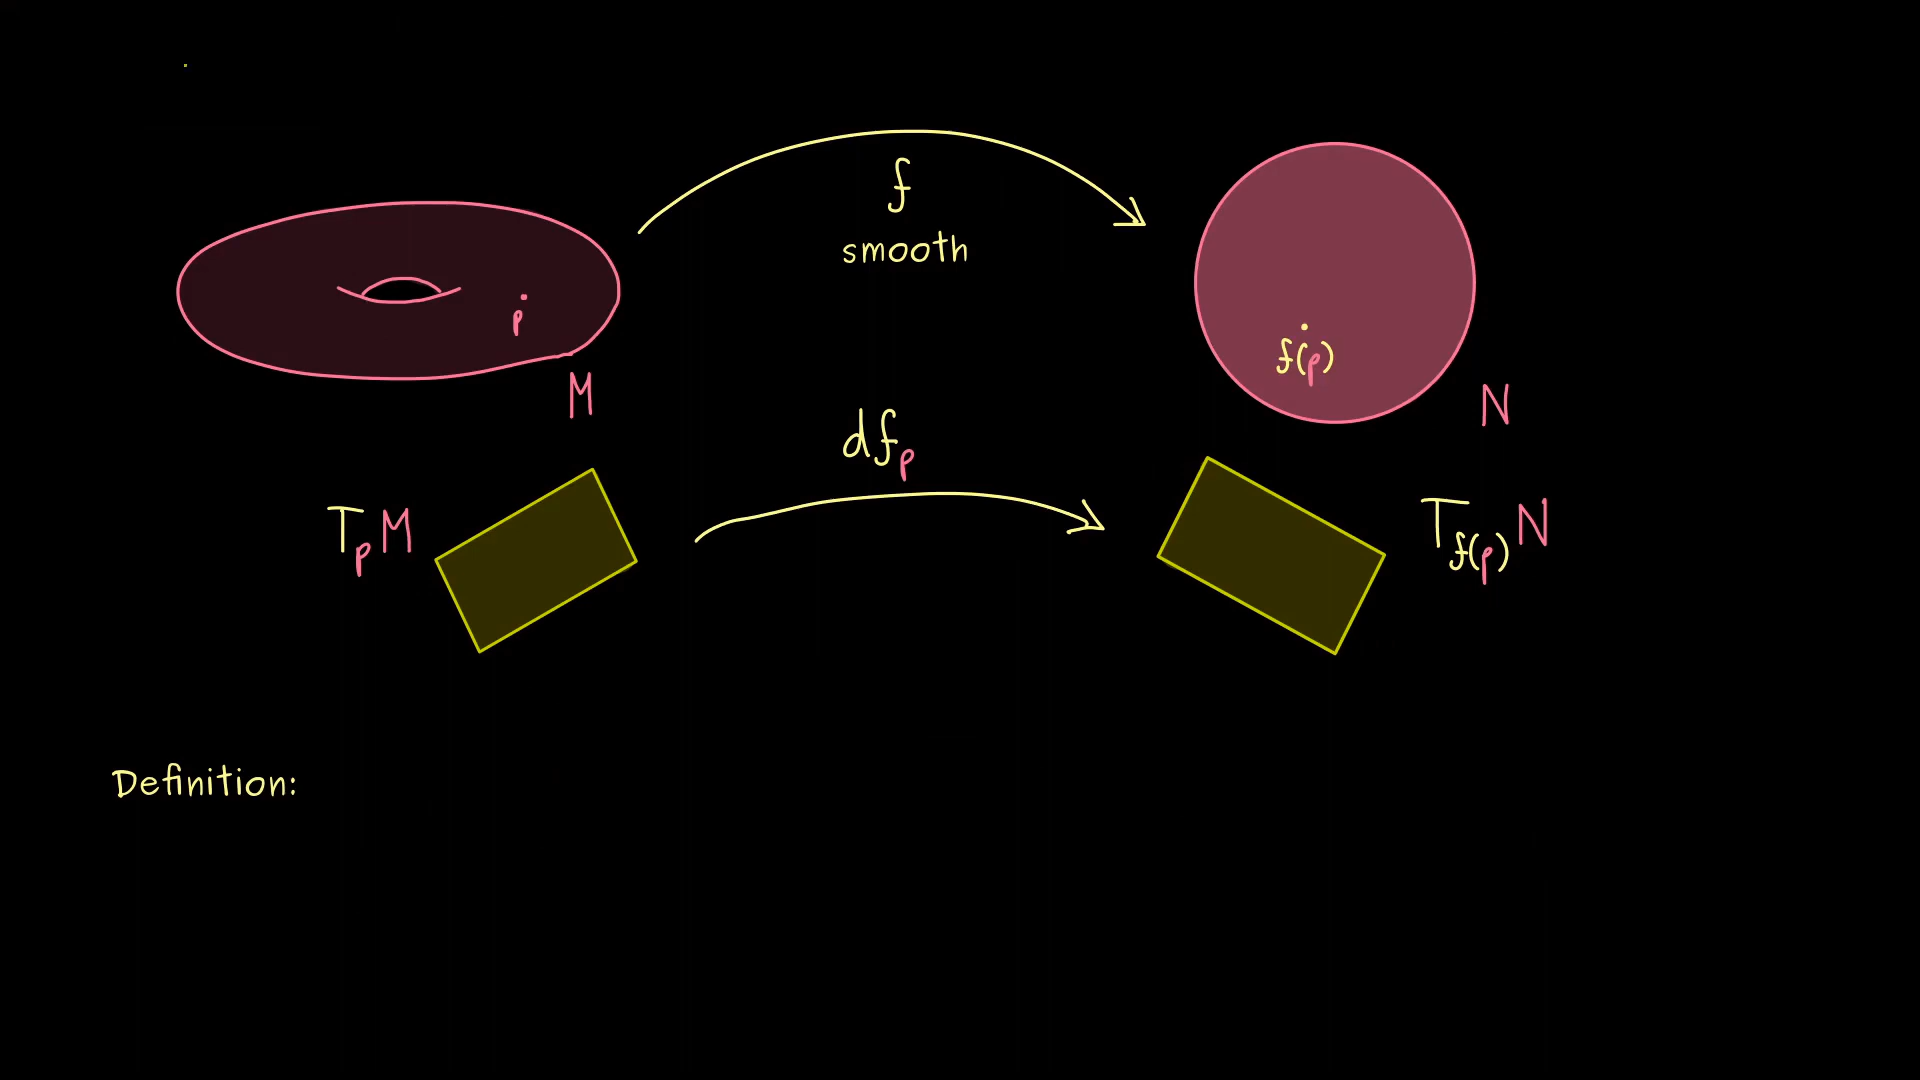 f
smooth
p
f(p)
M
N
df_p
T_pM
T_f(p)N
Definition: